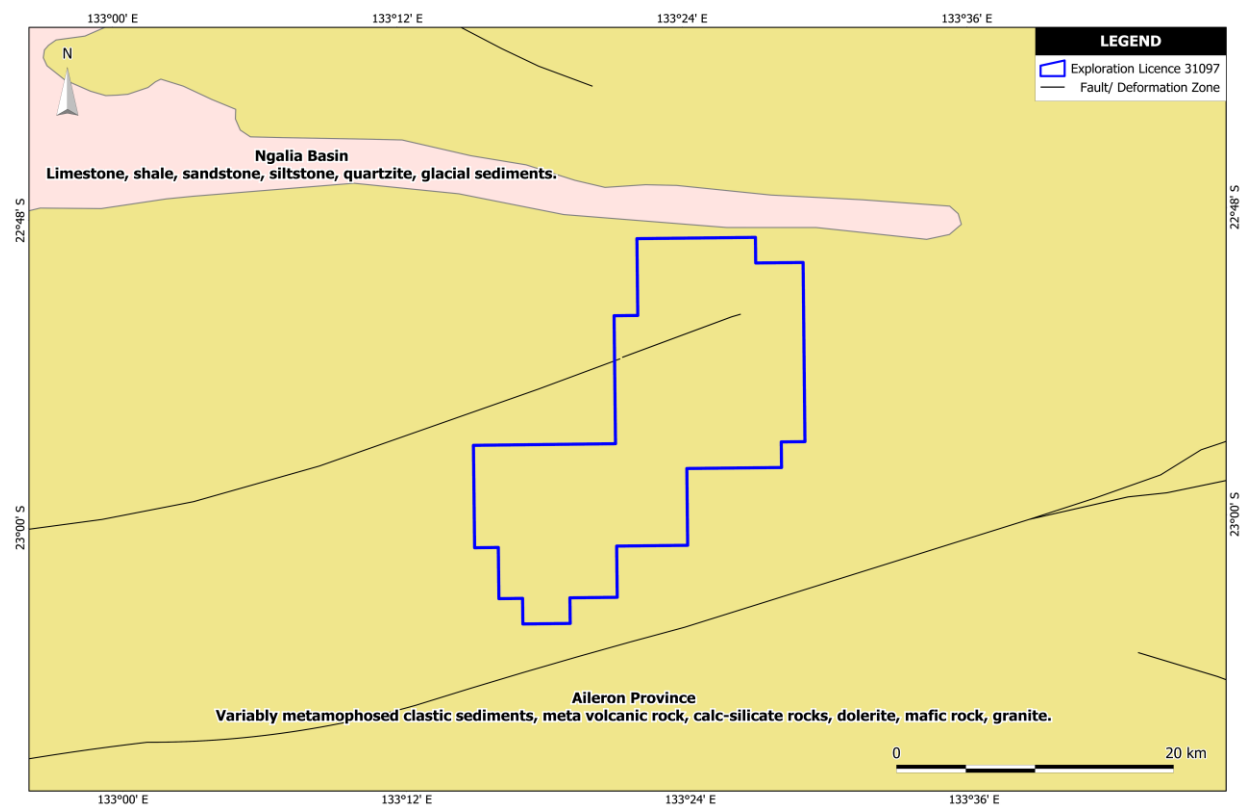 133°00' E
133°12' E
133°24' E
133°36' E
N
LEGEND
Exploration Licence 31097
Fault/ Deformation Zone
Ngalia Basin
Limestone, shale, sandstone, siltstone, quartzite, glacial sediments.
22°48' S
22°48' S
23°00' S
23°00' S
Aileron Province
Variably metamophosed clastic sediments, meta volcanic rock, calc-silicate rocks, dolerite, mafic rock, granite.
0
20 km
133°00' E
133°12' E
133°24' E
133°36' E